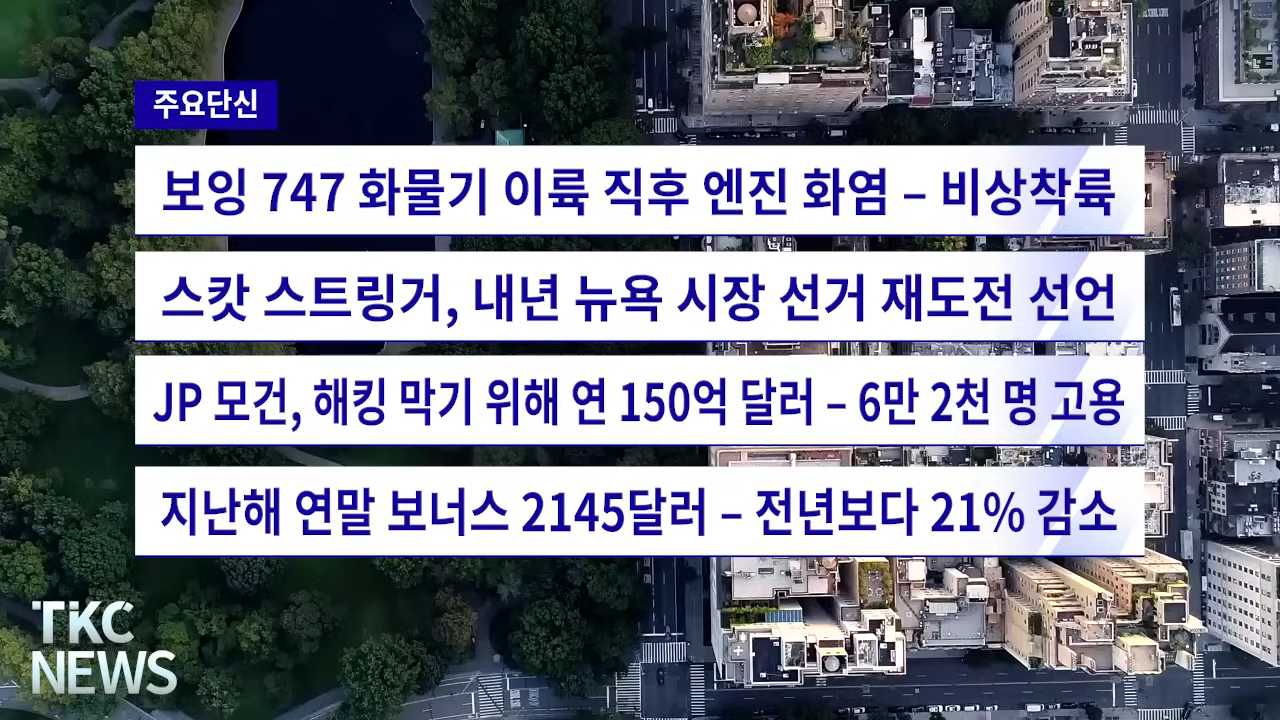 주요단신
보잉 747 화물기 이륙 직후 엔진 화염 – 비상착륙
스캇 스트링거, 내년 뉴욕 시장 선거 재도전 선언
JP 모건, 해킹 막기 위해 연 150억 달러 – 6만 2천 명 고용
지난해 연말 보너스 2145달러 – 전년보다 21% 감소
TKC
NEWS